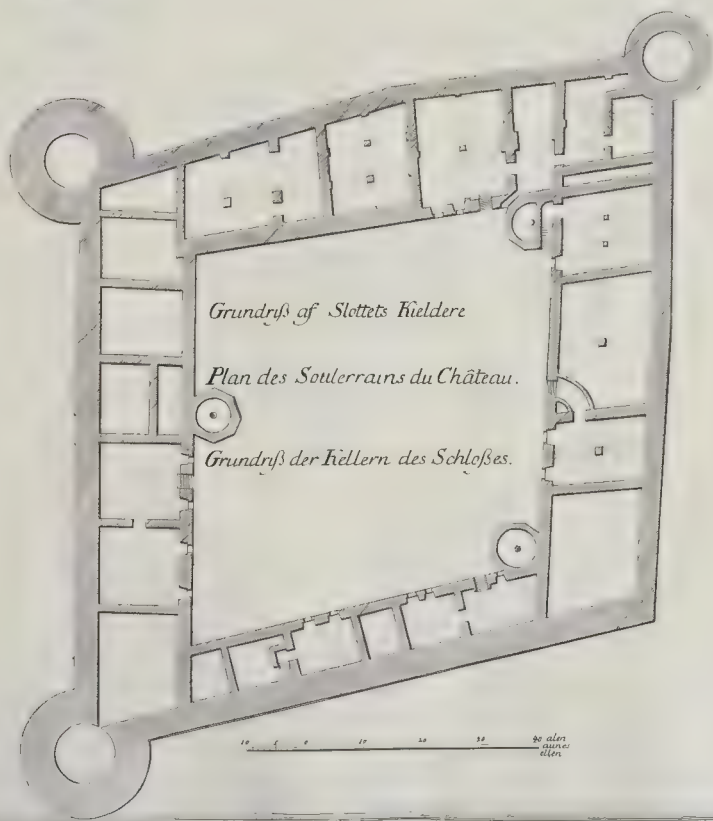 Grundriß af Slottets Kieldere
Plan des Souterrains du Château.
Grundriß der Kellern des Schloßes.
10 5 0 10 20 30 40 alen
aunes
ellen